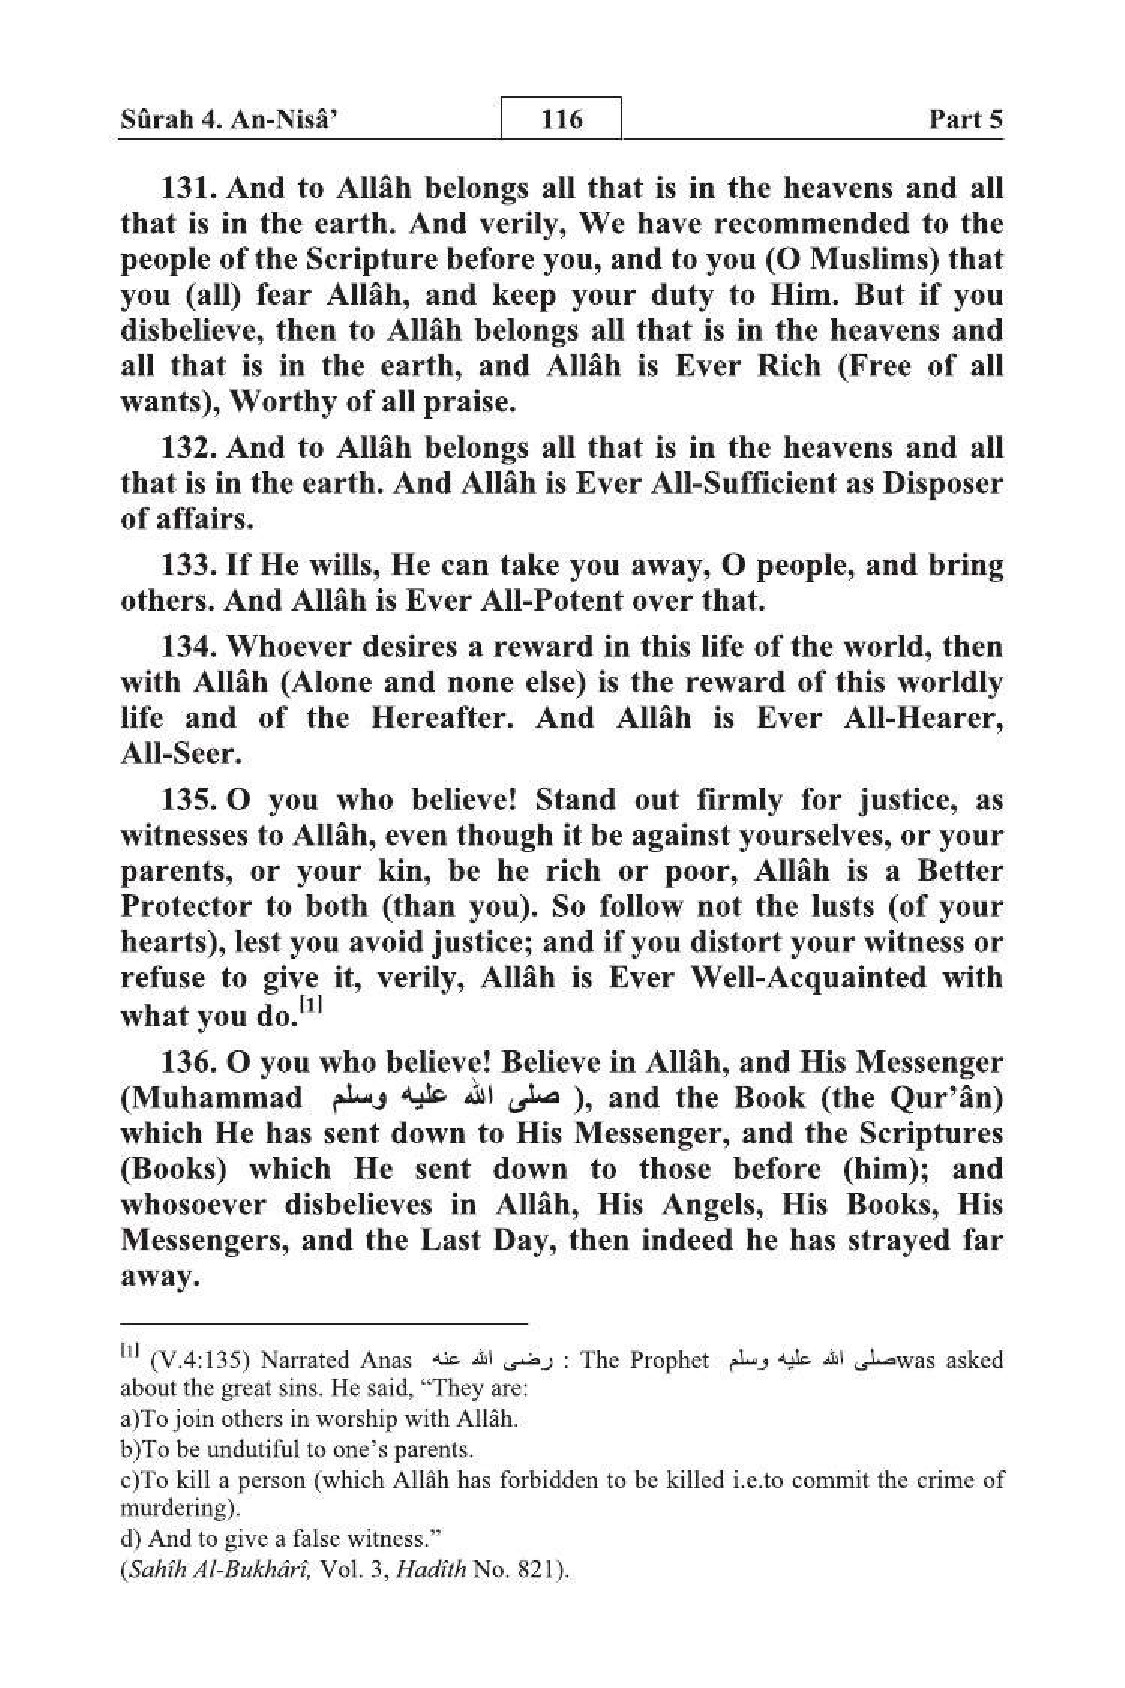 Sûrah 4. An-Nisâ’ 116 Part 5
131. And to Allâh belongs all that is in the heavens and all
that is in the earth. And verily, We have recommended to the
people of the Scripture before you, and to you (O Muslims) that
you (all) fear Allâh, and keep your duty to Him. But if you
disbelieve, then to Allâh belongs all that is in the heavens and
all that is in the earth, and Allâh is Ever Rich (Free of all
wants), Worthy of all praise.
132. And to Allâh belongs all that is in the heavens and all
that is in the earth. And Allâh is Ever All-Sufficient as Disposer
of affairs.
133. If He wills, He can take you away, O people, and bring
others. And Allâh is Ever All-Potent over that.
134. Whoever desires a reward in this life of the world, then
with Allâh (Alone and none else) is the reward of this worldly
life and of the Hereafter. And Allâh is Ever All-Hearer,
All-Seer.
135. O you who believe! Stand out firmly for justice, as
witnesses to Allâh, even though it be against yourselves, or your
parents, or your kin, be he rich or poor, Allâh is a Better
Protector to both (than you). So follow not the lusts (of your
hearts), lest you avoid justice; and if you distort your witness or
refuse to give it, verily, Allâh is Ever Well-Acquainted with
what you do.[1]
136. O you who believe! Believe in Allâh, and His Messenger
(Muhammad صلى الله عليه وسلم ), and the Book (the Qur’ân)
which He has sent down to His Messenger, and the Scriptures
(Books) which He sent down to those before (him); and
whosoever disbelieves in Allâh, His Angels, His Books, His
Messengers, and the Last Day, then indeed he has strayed far
away.
[1] (V.4:135) Narrated Anas رضى الله عنه : The Prophet صلى الله عليه وسلم was asked
about the great sins. He said, “They are:
a)To join others in worship with Allâh.
b)To be undutiful to one’s parents.
c)To kill a person (which Allâh has forbidden to be killed i.e.to commit the crime of
murdering).
d) And to give a false witness.”
(Sahîh Al-Bukhârî, Vol. 3, Hadîth No. 821).